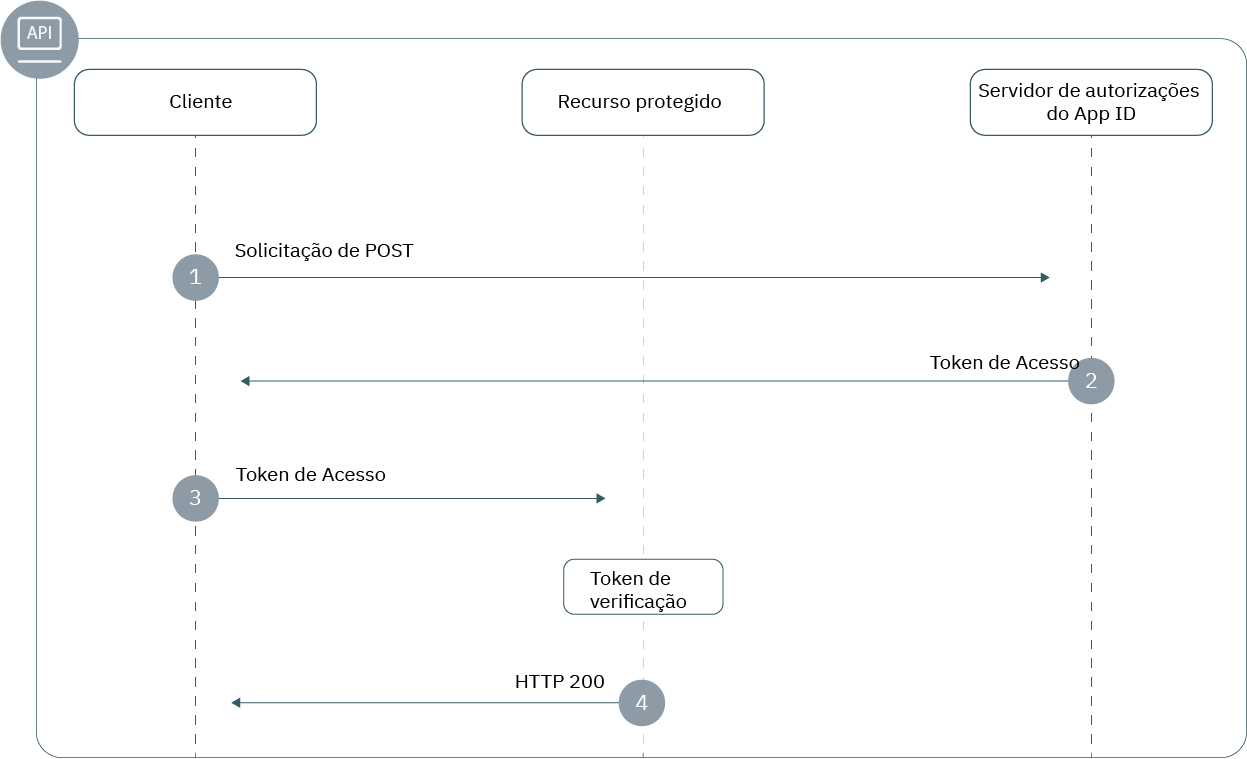 API
Cliente
Recurso protegido
Servidor de autorizações
do App ID
Solicitação de POST
1
Token de Acesso
2
Token de Acesso
3
Token de
verificação
HTTP 200
4